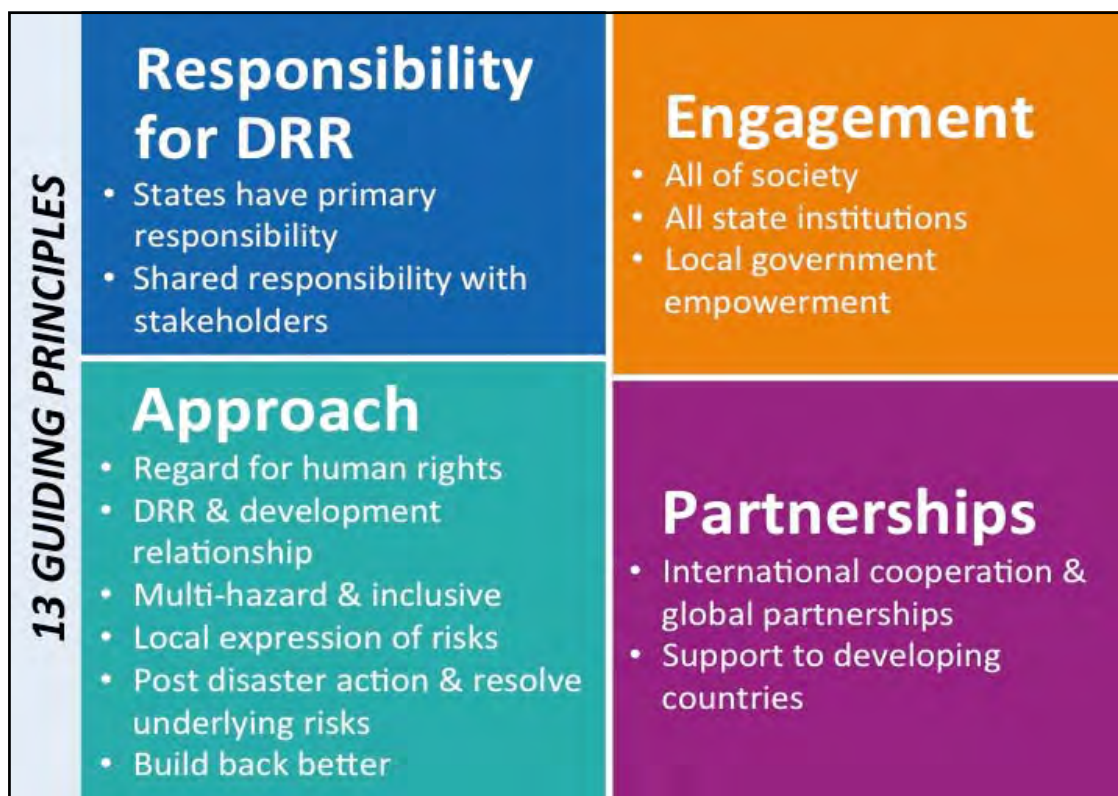 13 GUIDING PRINCIPLES
Responsibility
for DRR
• States have primary
responsibility
• Shared responsibility with
stakeholders
Engagement
• All of society
• All state institutions
• Local government
empowerment
Approach
• Regard for human rights
• DRR & development
relationship
• Multi-hazard & inclusive
• Local expression of risks
• Post disaster action & resolve
underlying risks
• Build back better
Partnerships
• International cooperation &
global partnerships
• Support to developing
countries